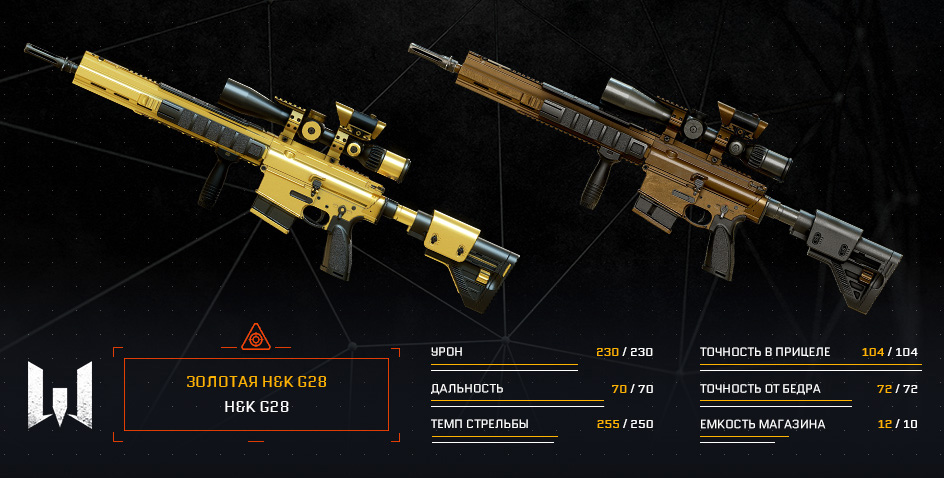 ЗОЛОТАЯ H&K G28
H&K G28
УРОН 230 / 230
ДАЛЬНОСТЬ 70 / 70
ТЕМП СТРЕЛЬБЫ 255 / 250
ТОЧНОСТЬ В ПРИЦЕЛЕ 104 / 104
ТОЧНОСТЬ ОТ БЕДРА 72 / 72
ЕМКОСТЬ МАГАЗИНА 12 / 10